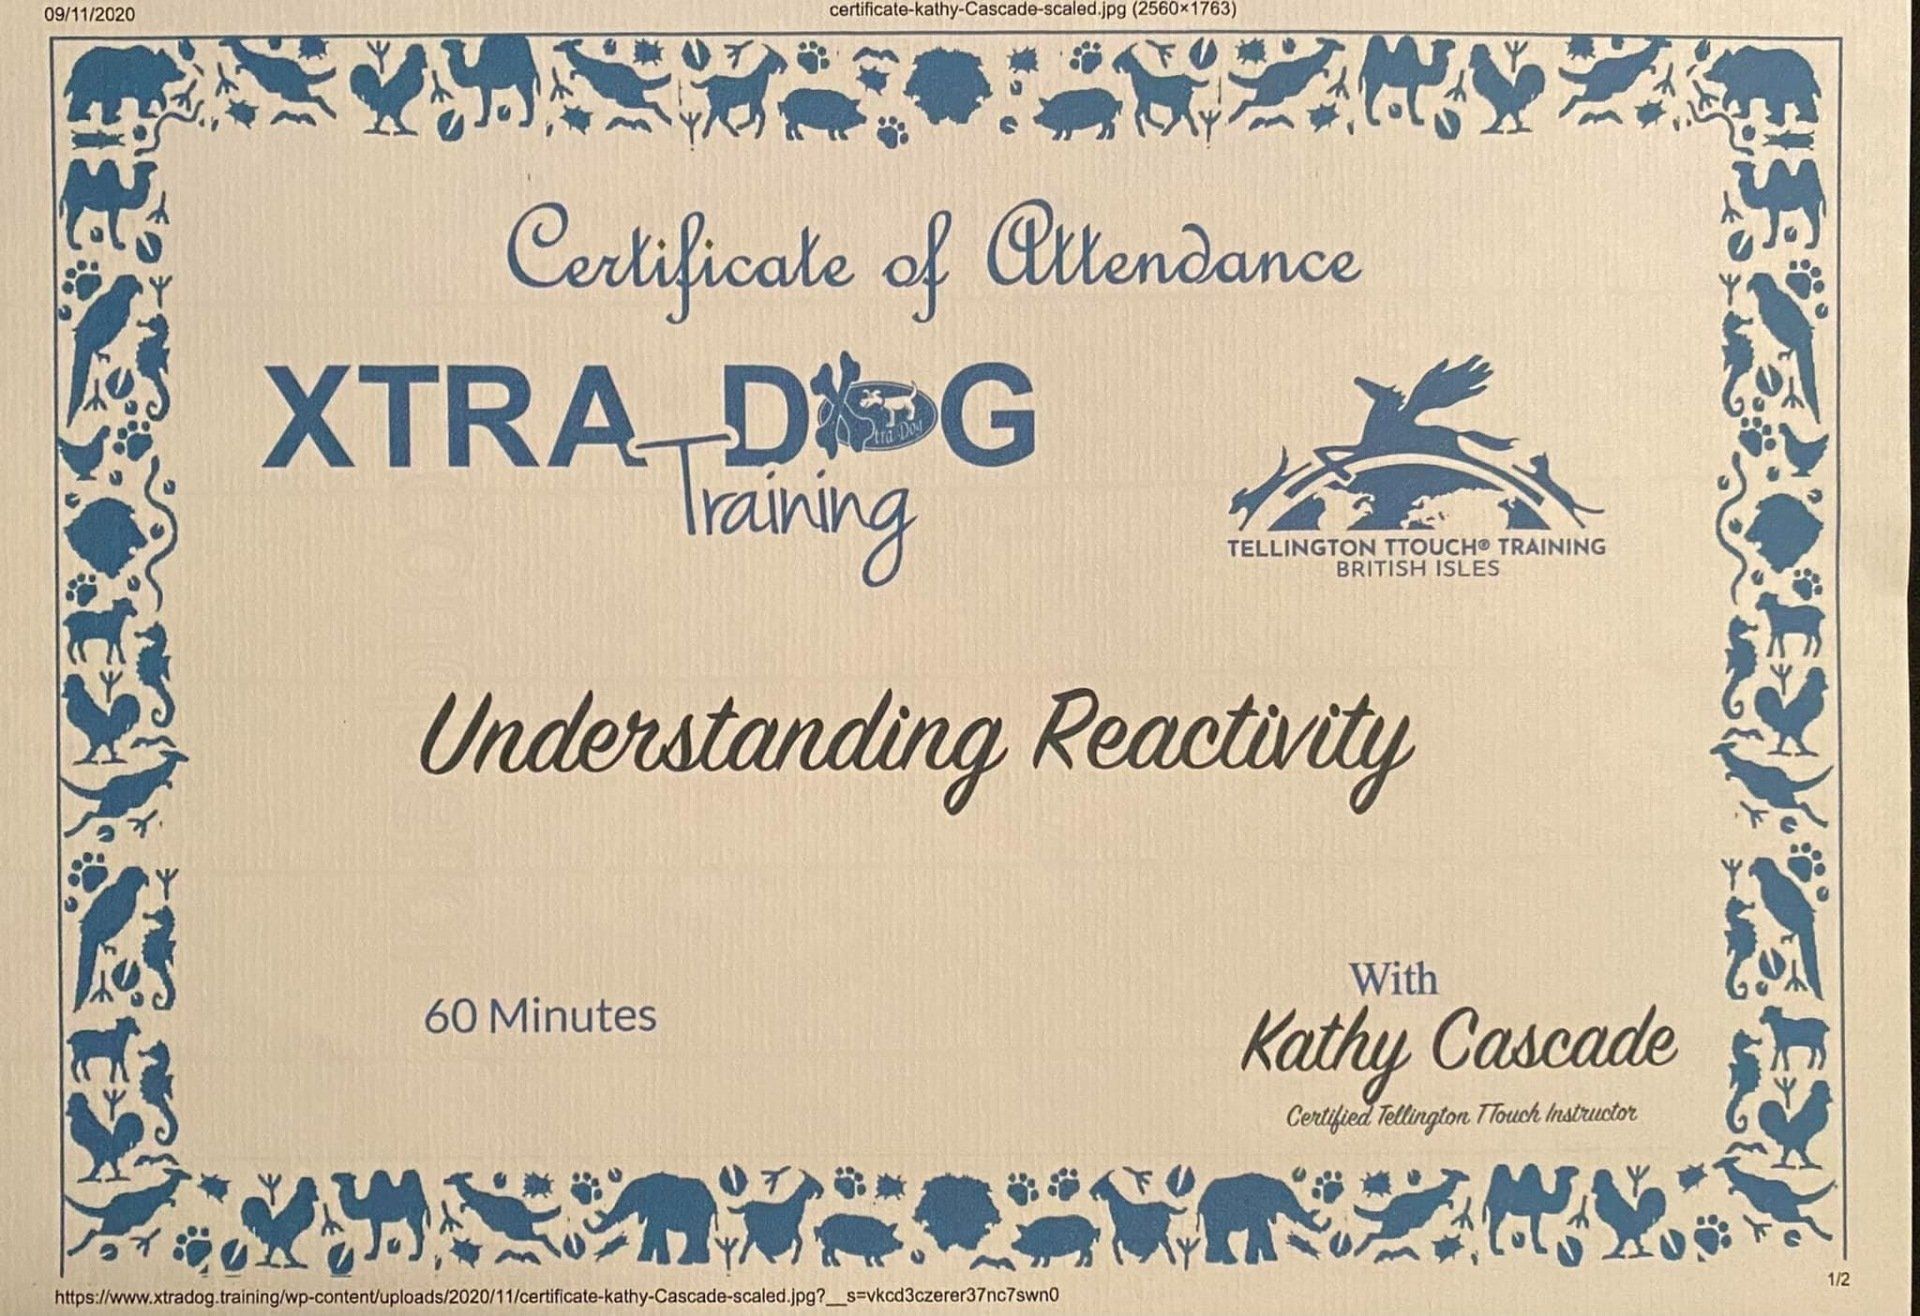 09/11/2020
certificate-kathy-Cascade-scaled.jpg (2560×1763)
Certificate of Attendance
XTRA DOG
Xtra Dog
Training
TELLINGTON TTOUCH® TRAINING
BRITISH ISLES
Understanding Reactivity
60 Minutes
With
Kathy Cascade
Certified Tellington TTouch Instructor
https://www.xtradog.training/wp-content/uploads/2020/11/certificate-kathy-Cascade-scaled.jpg?__s=vkcd3czerer37nc7swn0
1/2